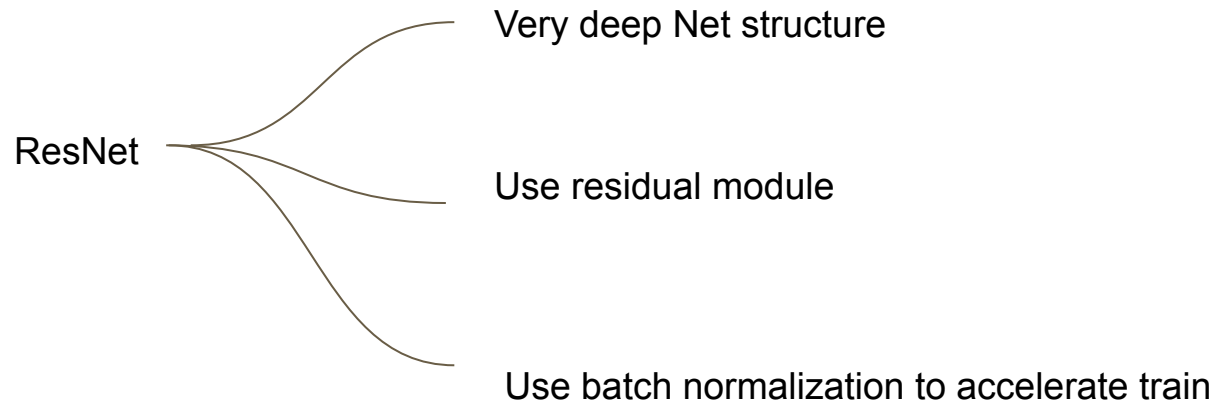 Very deep Net structure
ResNet
Use residual module
Use batch normalization to accelerate train